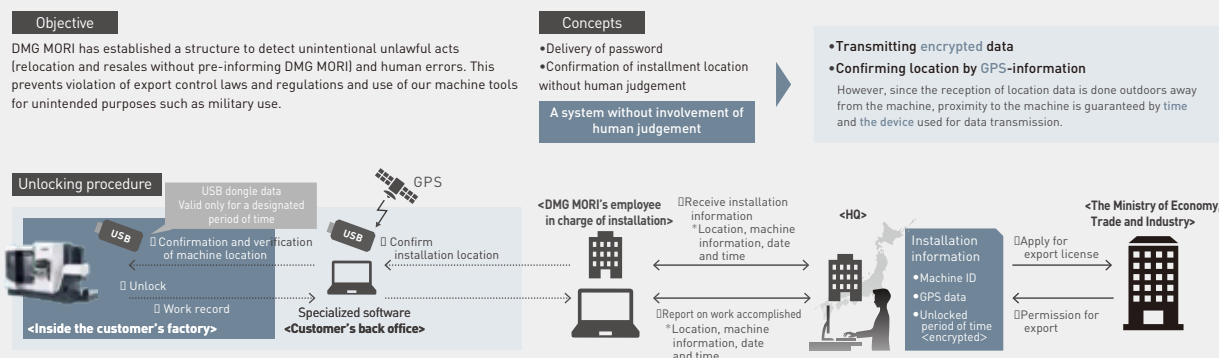 Objective
DMG MORI has established a structure to detect unintentional unlawful acts
(relocation and resales without pre-informing DMG MORI) and human errors. This
prevents violation of export control laws and regulations and use of our machine tools
for unintended purposes such as military use.
Concepts
•Delivery of password
•Confirmation of installment location
without human judgement
A system without involvement of
human judgement
•Transmitting encrypted data
•Confirming location by GPS-information
However, since the reception of location data is done outdoors away
from the machine, proximity to the machine is guaranteed by time
and the device used for data transmission.
Unlocking procedure
USB dongle data
Valid only for a designated
period of time
USB
Confirmation and verification
of machine location
Unlock
Work record
<Inside the customer's factory>
GPS
USB
Confirm
installation location
Specialized software
<Customer's back office>
<DMG MORI's employee
in charge of installation>
Receive installation
information
*Location, machine
information, date
and time
Report on work accomplished
*Location, machine
information, date
and time
<HQ>
Installation
information
•Machine ID
•GPS data
•Unlocked
period of time
<encrypted>
Apply for
export license
Permission for
export
<The Ministry of Economy,
Trade and Industry>